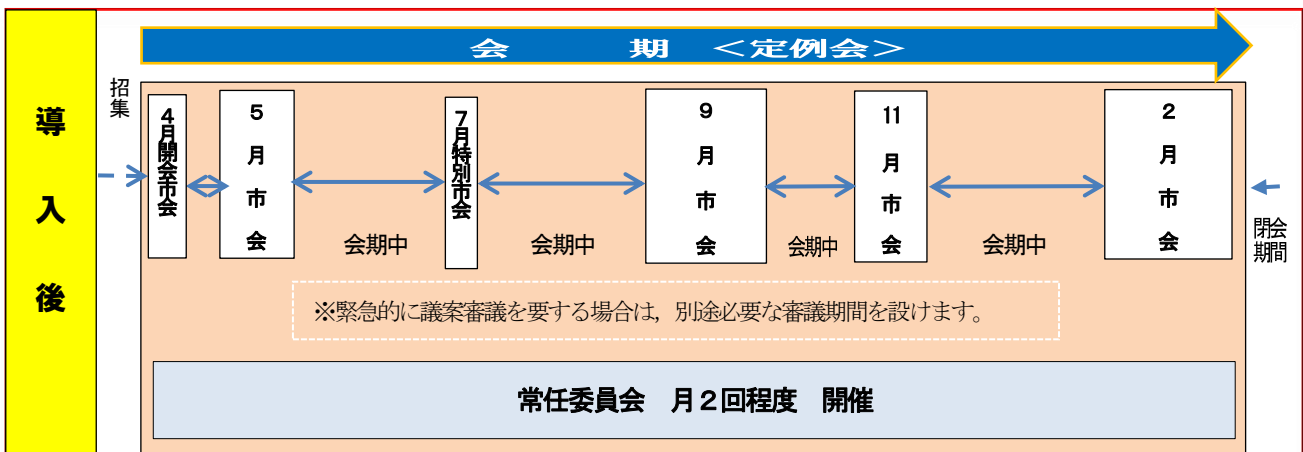 導入後
会期 <定例会>
招集
4月開会市会
5月市会
7月特別市会
9月市会
11月市会
2月市会
会期中
会期中
会期中
会期中
閉会期間
※緊急的に議案審議を要する場合は，別途必要な審議期間を設けます。
常任委員会　月２回程度　開催